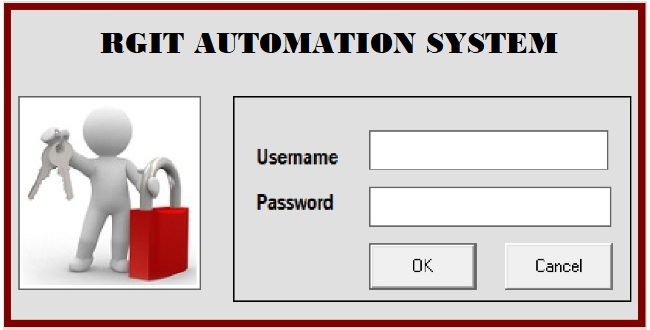 RGIT AUTOMATION SYSTEM
Username
Password
OK
Cancel